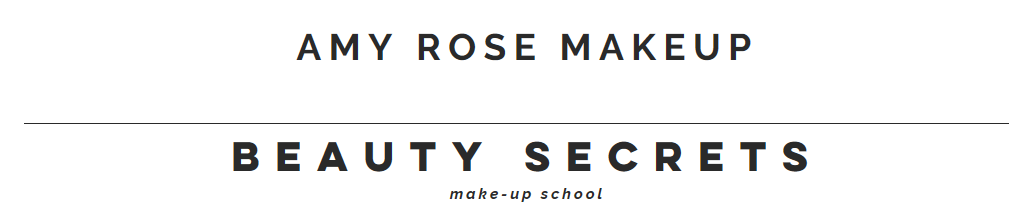 AMY ROSE MAKEUP
BEAUTY SECRETS
make-up school